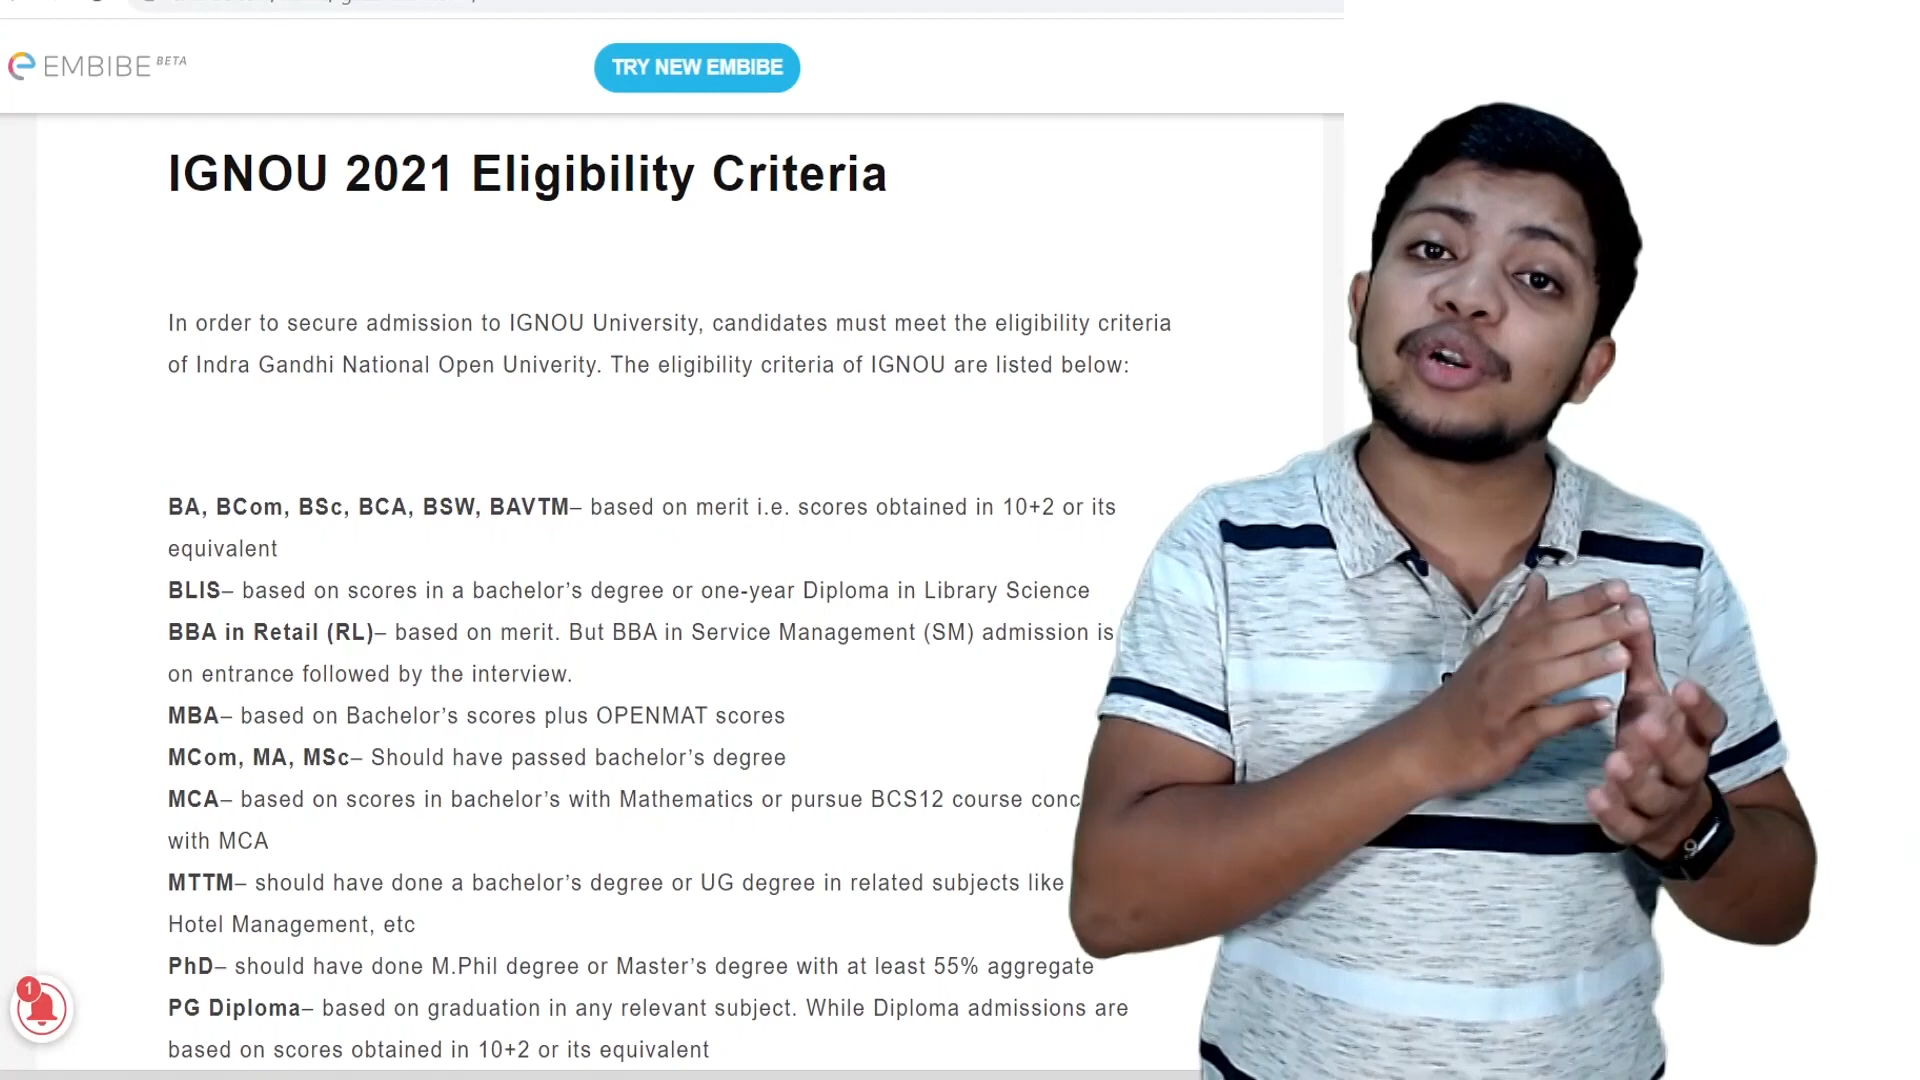 EMBIBE BETA
TRY NEW EMBIBE
IGNOU 2021 Eligibility Criteria
In order to secure admission to IGNOU University, candidates must meet the eligibility criteria
of Indra Gandhi National Open Univerity. The eligibility criteria of IGNOU are listed below:
BA, BCom, BSc, BCA, BSW, BAVTM– based on merit i.e. scores obtained in 10+2 or its
equivalent
BLIS– based on scores in a bachelor’s degree or one-year Diploma in Library Science
BBA in Retail (RL)– based on merit. But BBA in Service Management (SM) admission is
on entrance followed by the interview.
MBA– based on Bachelor’s scores plus OPENMAT scores
MCom, MA, MSc– Should have passed bachelor’s degree
MCA– based on scores in bachelor’s with Mathematics or pursue BCS12 course
with MCA
MTTM– should have done a bachelor’s degree or UG degree in related subjects like
Hotel Management, etc
PhD– should have done M.Phil degree or Master’s degree with at least 55% aggregate
PG Diploma– based on graduation in any relevant subject. While Diploma admissions are
based on scores obtained in 10+2 or its equivalent
1